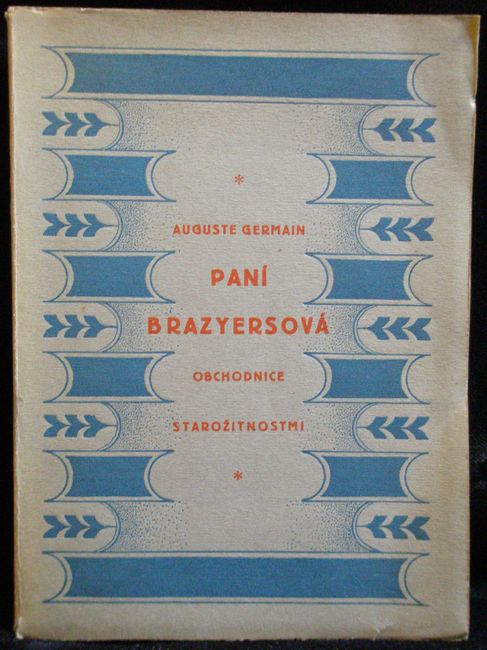 *
AUGUSTE GERMAIN
PANÍ
BRAZYERSOVÁ
OBCHODNICE
STAROŽITNOSTMI
*